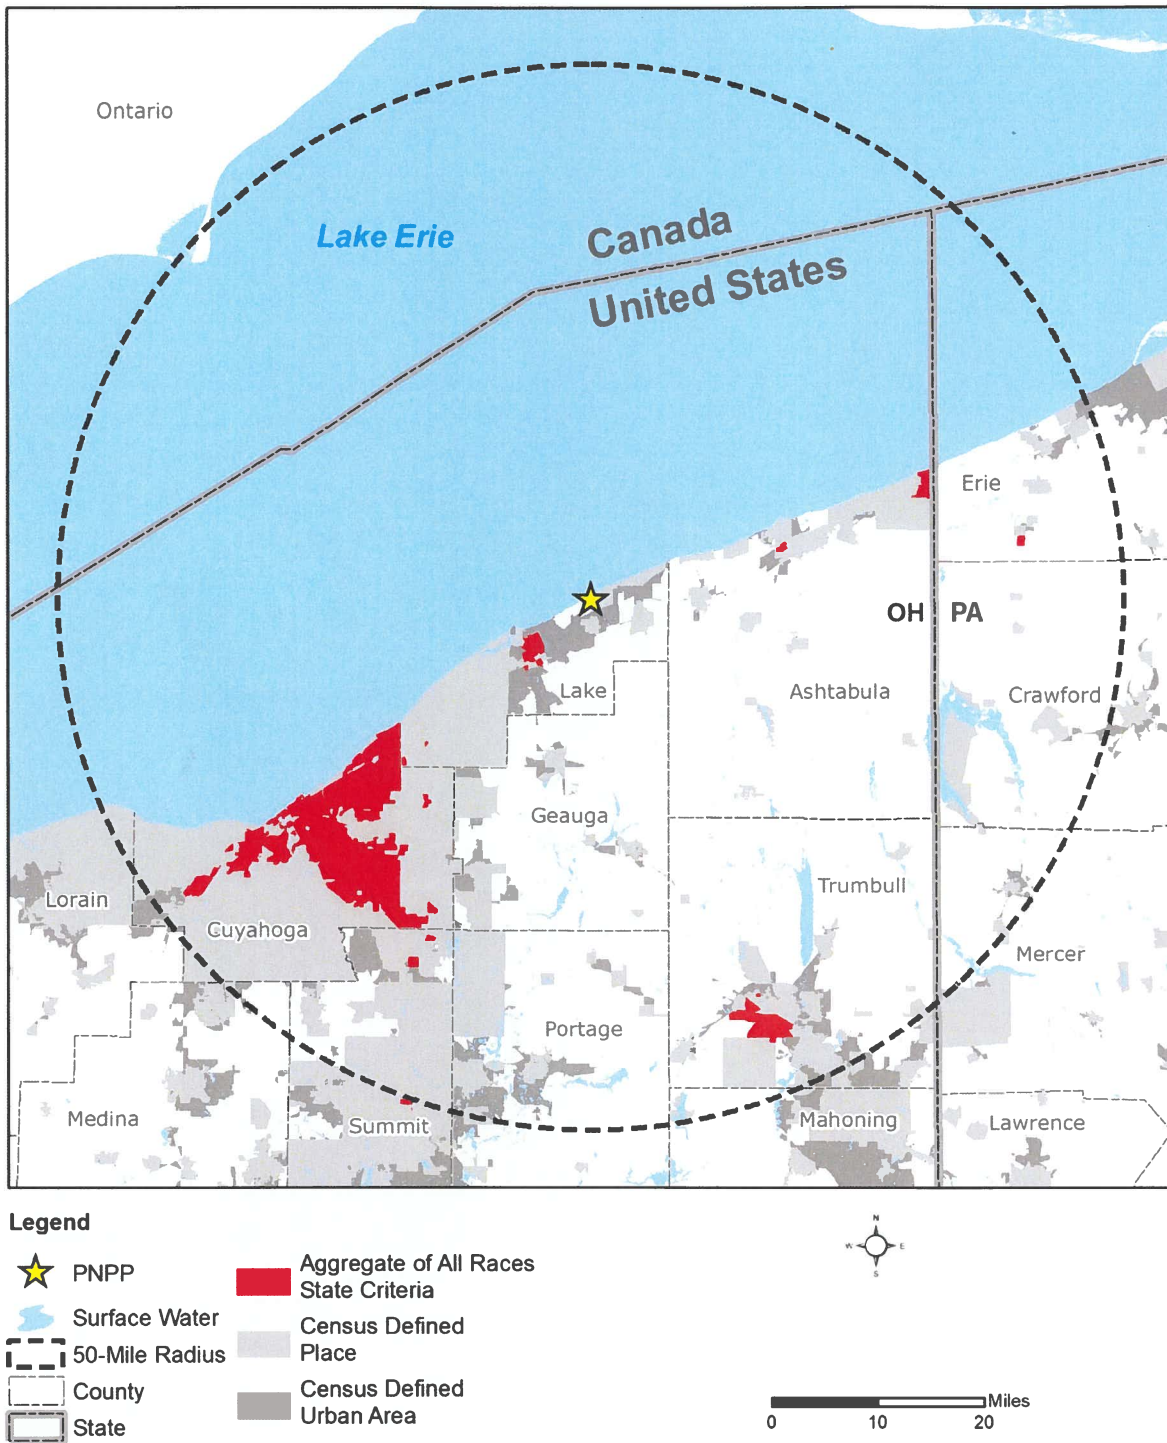 Ontario
Lake Erie
Canada
United States
Erie
OH PA
Lake
Ashtabula
Crawford
Geauga
Trumbull
Lorain
Cuyahoga
Mercer
Portage
Medina
Summit
Mahoning
Lawrence
Legend
PNPP
Surface Water
50-Mile Radius
County
State
Aggregate of All Races
State Criteria
Census Defined
Place
Census Defined
Urban Area
N
W E
S
Miles
0 10 20